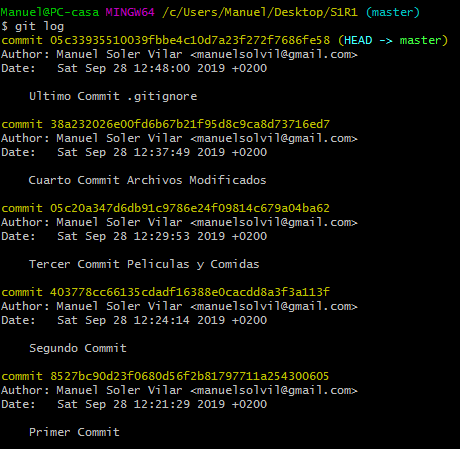 Manuel@PC-casa MINGW64 /c/Users/Manuel/Desktop/S1R1 (master)
$ git log
commit 05c33935510039fbbe4c10d7a23f272f7686fe58 (HEAD -> master)
Author: Manuel Soler Vilar <manuelsolvil@gmail.com>
Date:   Sat Sep 28 12:48:00 2019 +0200
Ultimo Commit .gitignore
commit 38a232026e00fd6b67b21f95d8c9ca8d73716ed7
Author: Manuel Soler Vilar <manuelsolvil@gmail.com>
Date:   Sat Sep 28 12:37:49 2019 +0200
Cuarto Commit Archivos Modificados
commit 05c20a347d6db91c9786e24f09814c679a04ba62
Author: Manuel Soler Vilar <manuelsolvil@gmail.com>
Date:   Sat Sep 28 12:29:53 2019 +0200
Tercer Commit Peliculas y Comidas
commit 403778cc66135cdadf16388e0cacdd8a3f3a113f
Author: Manuel Soler Vilar <manuelsolvil@gmail.com>
Date:   Sat Sep 28 12:24:14 2019 +0200
Segundo Commit
commit 8527bc90d23f0680d56f2b81797711a254300605
Author: Manuel Soler Vilar <manuelsolvil@gmail.com>
Date:   Sat Sep 28 12:21:29 2019 +0200
Primer Commit